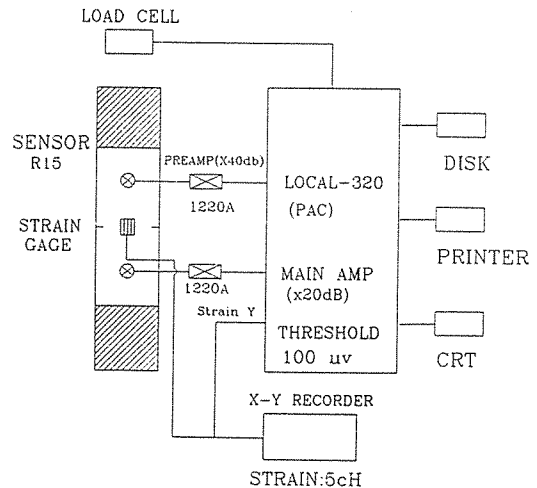 LOAD CELL
SENSOR
R15
PREAMP(X40db)
1220A
STRAIN
GAGE
1220A
Strain Y
LOCAL-320
(PAC)
MAIN AMP
(x20dB)
THRESHOLD
100 uv
DISK
PRINTER
CRT
X-Y RECORDER
STRAIN:5cH